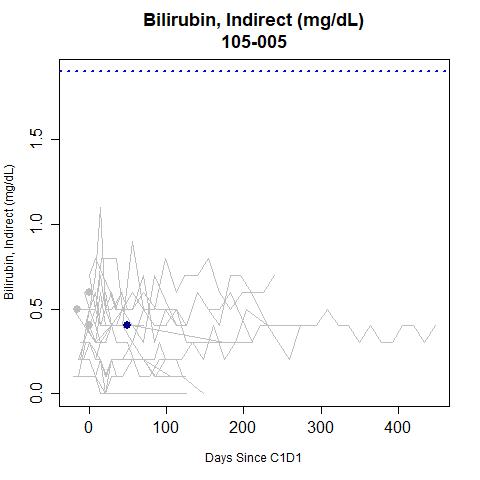 Bilirubin, Indirect (mg/dL)
105-005
Bilirubin, Indirect (mg/dL)
1.5
1.0
0.5
0.0
0 100 200 300 400
Days Since C1D1